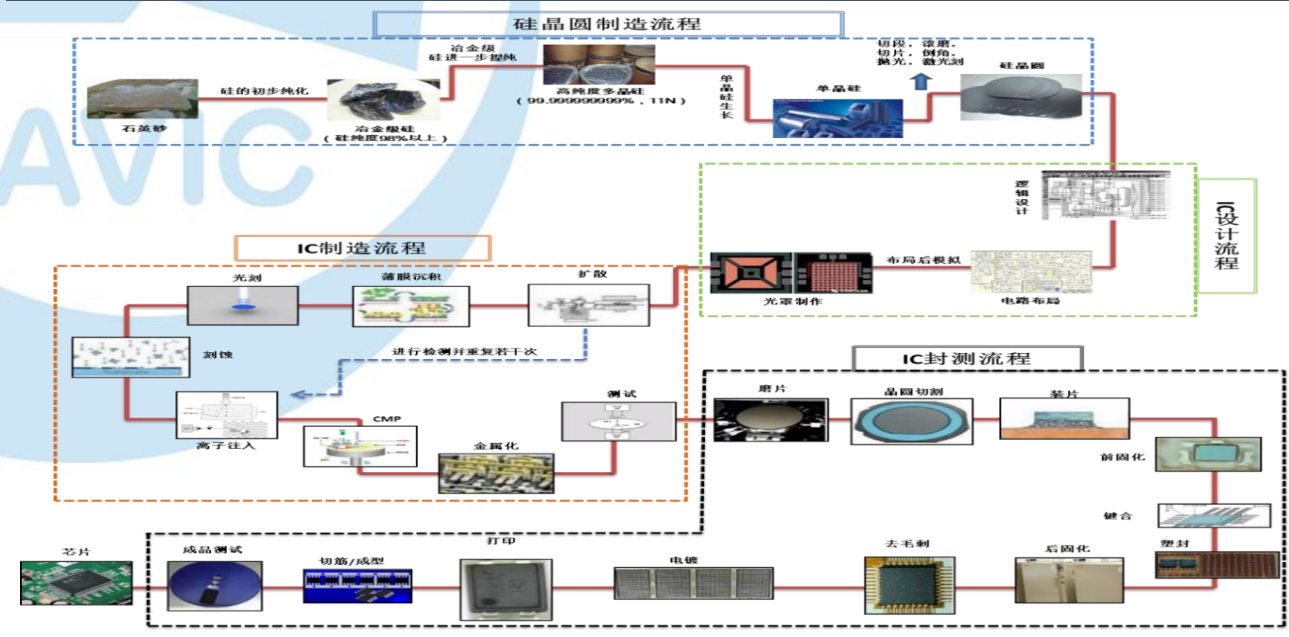 硅晶圆制造流程
石英砂
硅的初步纯化
冶金级硅
(硅纯度98%以上)
冶金级
硅进一步提纯
高纯度多晶硅
(99.999999999%,11N)
单晶硅生长
单晶硅
切段,滚磨,
切片,倒角,
抛光,激光刻
硅晶圆
AVIC
IC设计流程
逻辑设计
电路布局
布局后模拟
光罩制作
IC制造流程
扩散
薄膜沉积
光刻
刻蚀
进行检测并重复若干次
离子注入
CMP
金属化
测试
IC封测流程
磨片
晶圆切割
装片
前固化
键合
塑封
后固化
去毛刺
电镀
打印
切筋/成型
成品测试
芯片